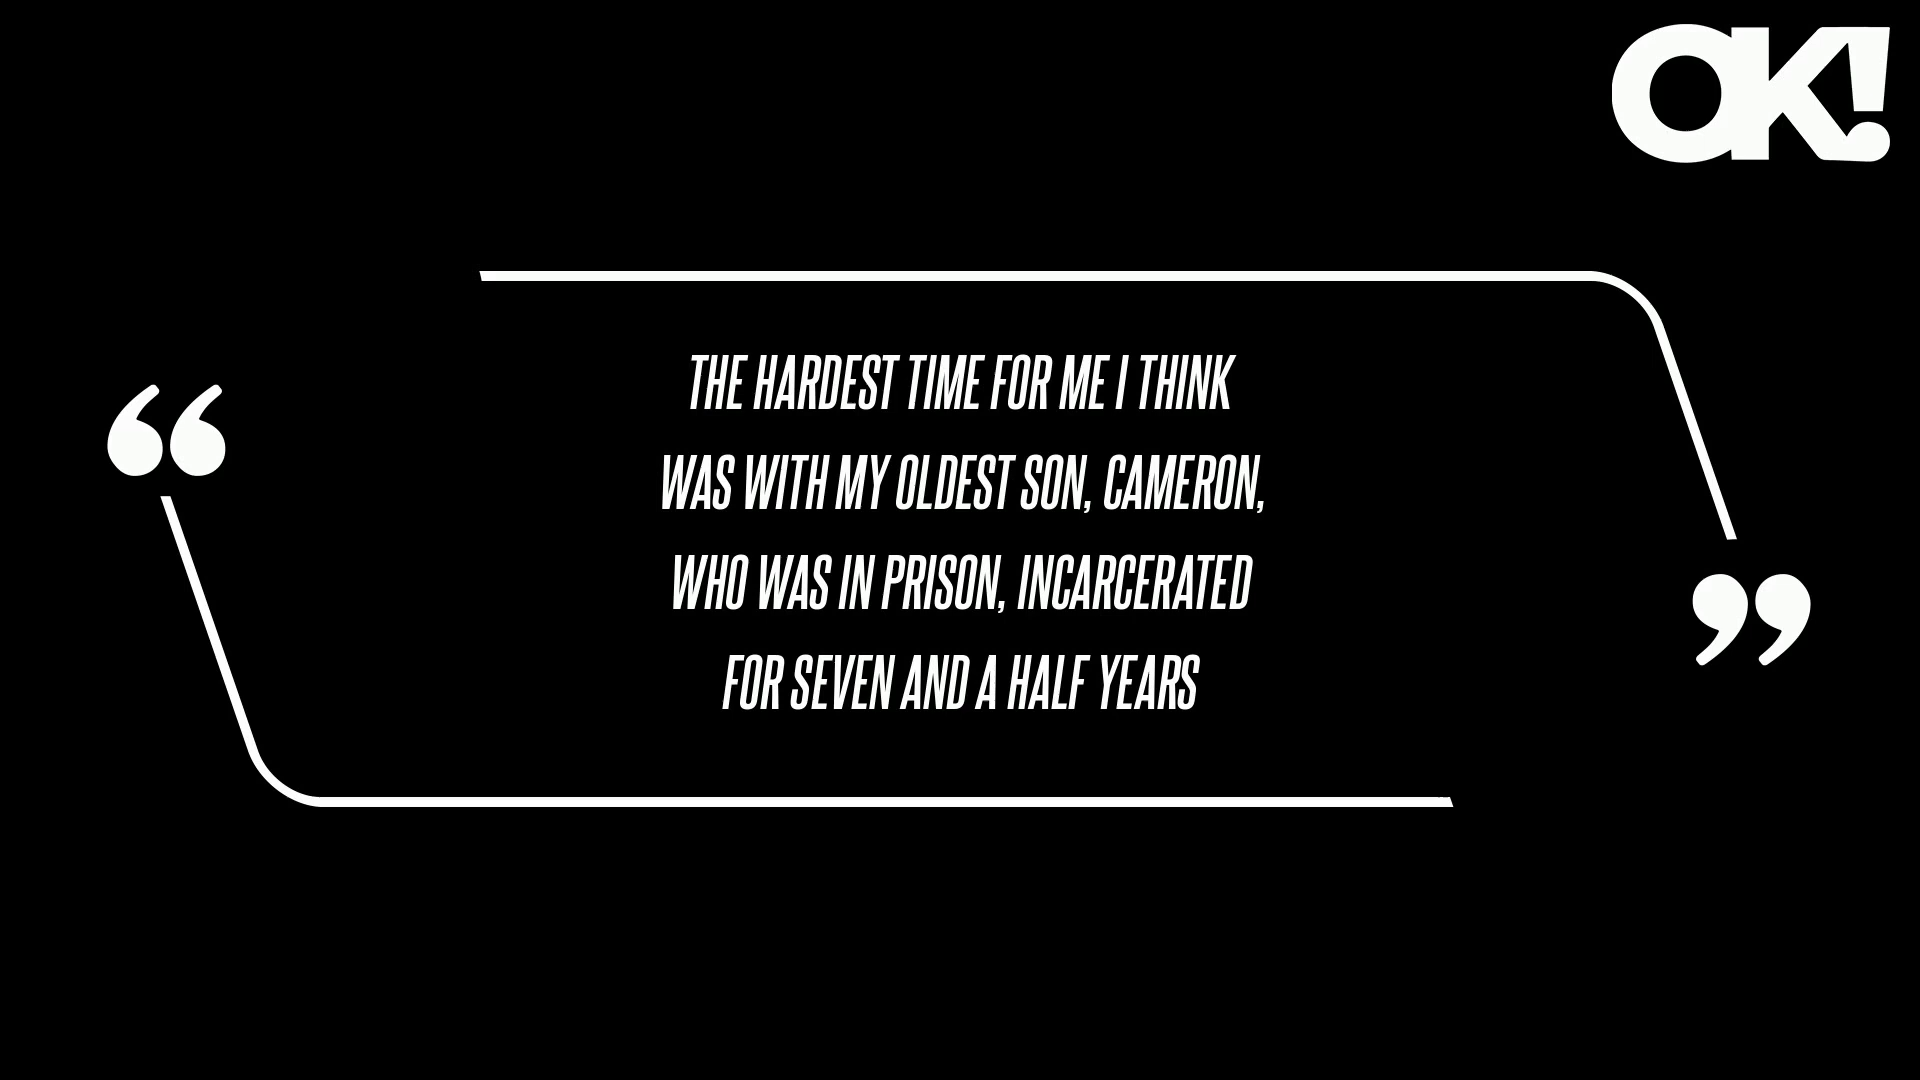 OK!
THE HARDEST TIME FOR ME I THINK
WAS WITH MY OLDEST SON, CAMERON,
WHO WAS IN PRISON, INCARCERATED
FOR SEVEN AND A HALF YEARS